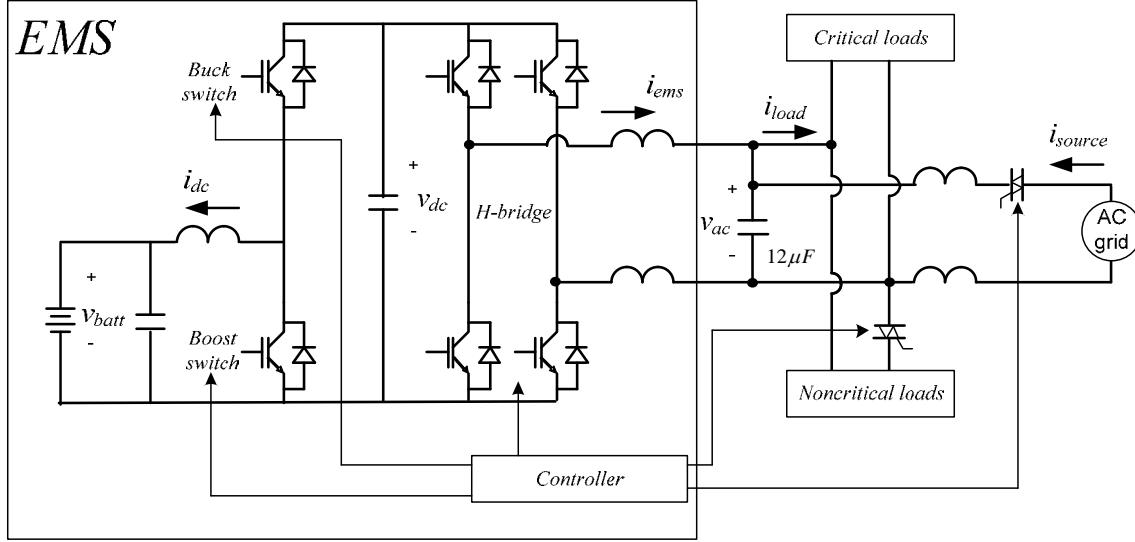 EMS
Critical loads
Buck
switch
i_ems
i_load
i_source
+
i_dc
v_dc
H-bridge
+
v_ac
AC
grid
-
-
12μF
+
v_batt
-
Boost
switch
Noncritical loads
Controller